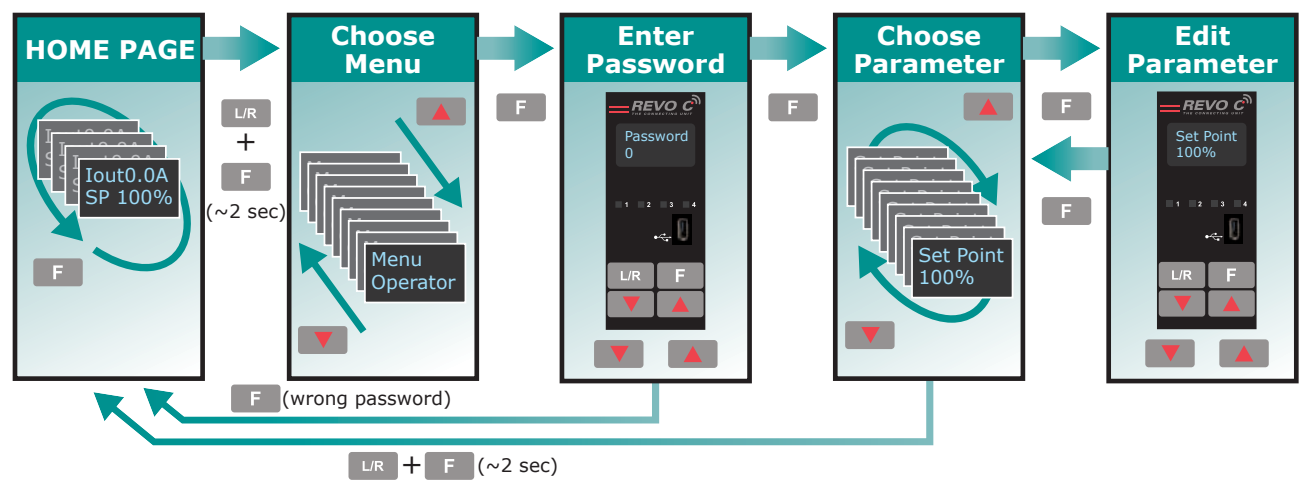 HOME PAGE
Iout0.0A
SP 100%
F
L/R
+
F
(~2 sec)
Choose
Menu
Menu
Operator
F
Enter
Password
REVO C
THE CONNECTING UNIT
Password
0
1 2 3 4
L/R F
F
Choose
Parameter
Set Point
100%
F
F
Edit
Parameter
REVO C
THE CONNECTING UNIT
Set Point
100%
1 2 3 4
L/R F
F (wrong password)
L/R + F (~2 sec)